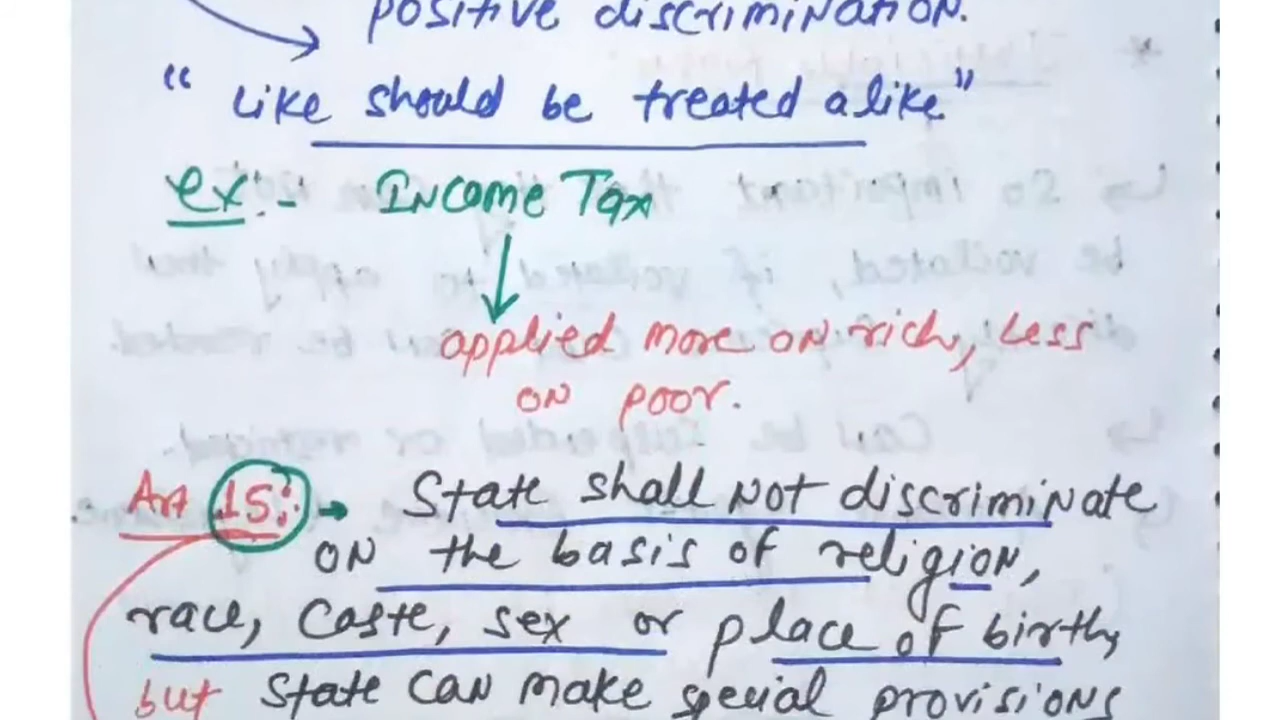 positive discrimination.
"like should be treated alike"
ex:- Income Tax
applied more on rich, less
on poor.
Art 15:→ State shall not discriminate
on the basis of religion,
race, caste, sex or place of birth,
but state can make special provisions